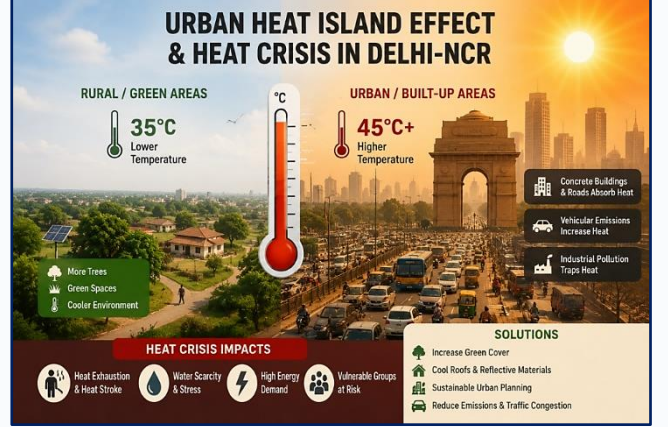 URBAN HEAT ISLAND EFFECT
& HEAT CRISIS IN DELHI-NCR
RURAL / GREEN AREAS
35°C
Lower
Temperature
°C
URBAN / BUILT-UP AREAS
45°C+
Higher
Temperature
Concrete Buildings
& Roads Absorb Heat
Vehicular Emissions
Increase Heat
Industrial Pollution
Traps Heat
More Trees
Green Spaces
Cooler Environment
HEAT CRISIS IMPACTS
Heat Exhaustion
& Heat Stroke
Water Scarcity
& Stress
High Energy
Demand
Vulnerable Groups
at Risk
SOLUTIONS
Increase Green Cover
Cool Roofs & Reflective Materials
Sustainable Urban Planning
Reduce Emissions & Traffic Congestion